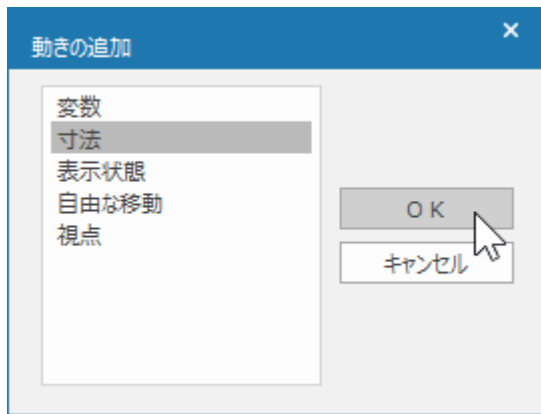 動きの追加
変数
寸法
表示状態
自由な移動
視点
OK
キャンセル